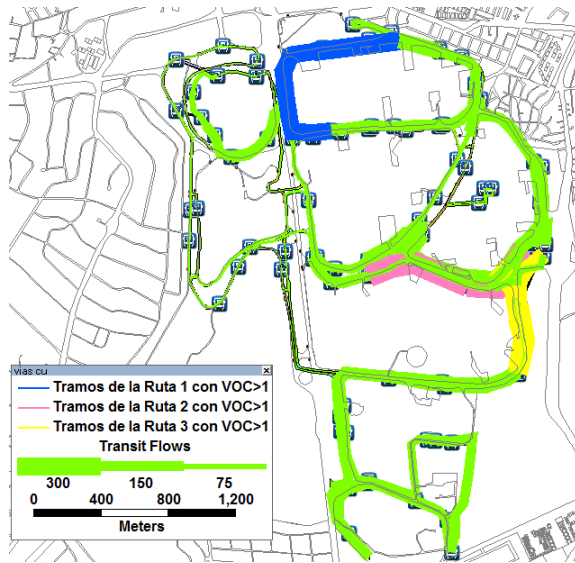 vias cu
Tramos de la Ruta 1 con VOC>1
Tramos de la Ruta 2 con VOC>1
Tramos de la Ruta 3 con VOC>1
Transit Flows
300 150 75
0 400 800 1,200
Meters